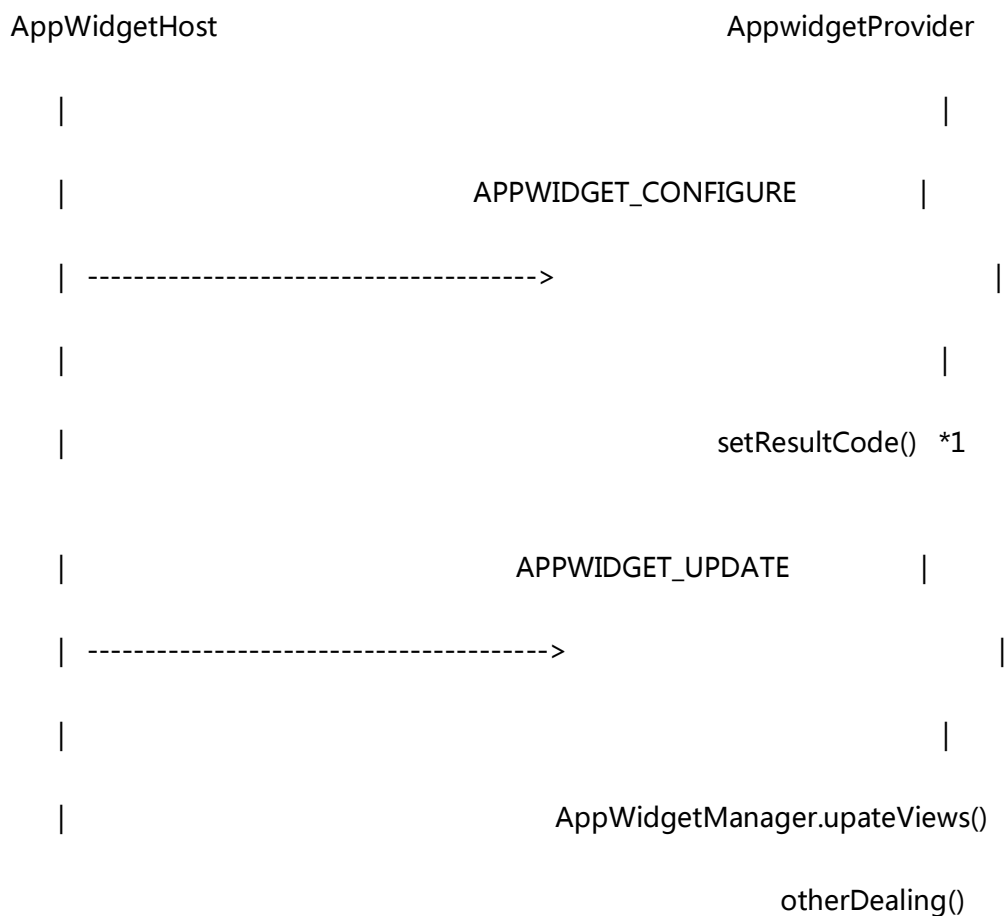 AppWidgetHost AppwidgetProvider
| |
| APPWIDGET_CONFIGURE |
| ---------------------------------------> |
| |
| setResultCode() *1
| APPWIDGET_UPDATE |
| ----------------------------------------> |
| |
| AppWidgetManager.upateViews()
otherDealing()